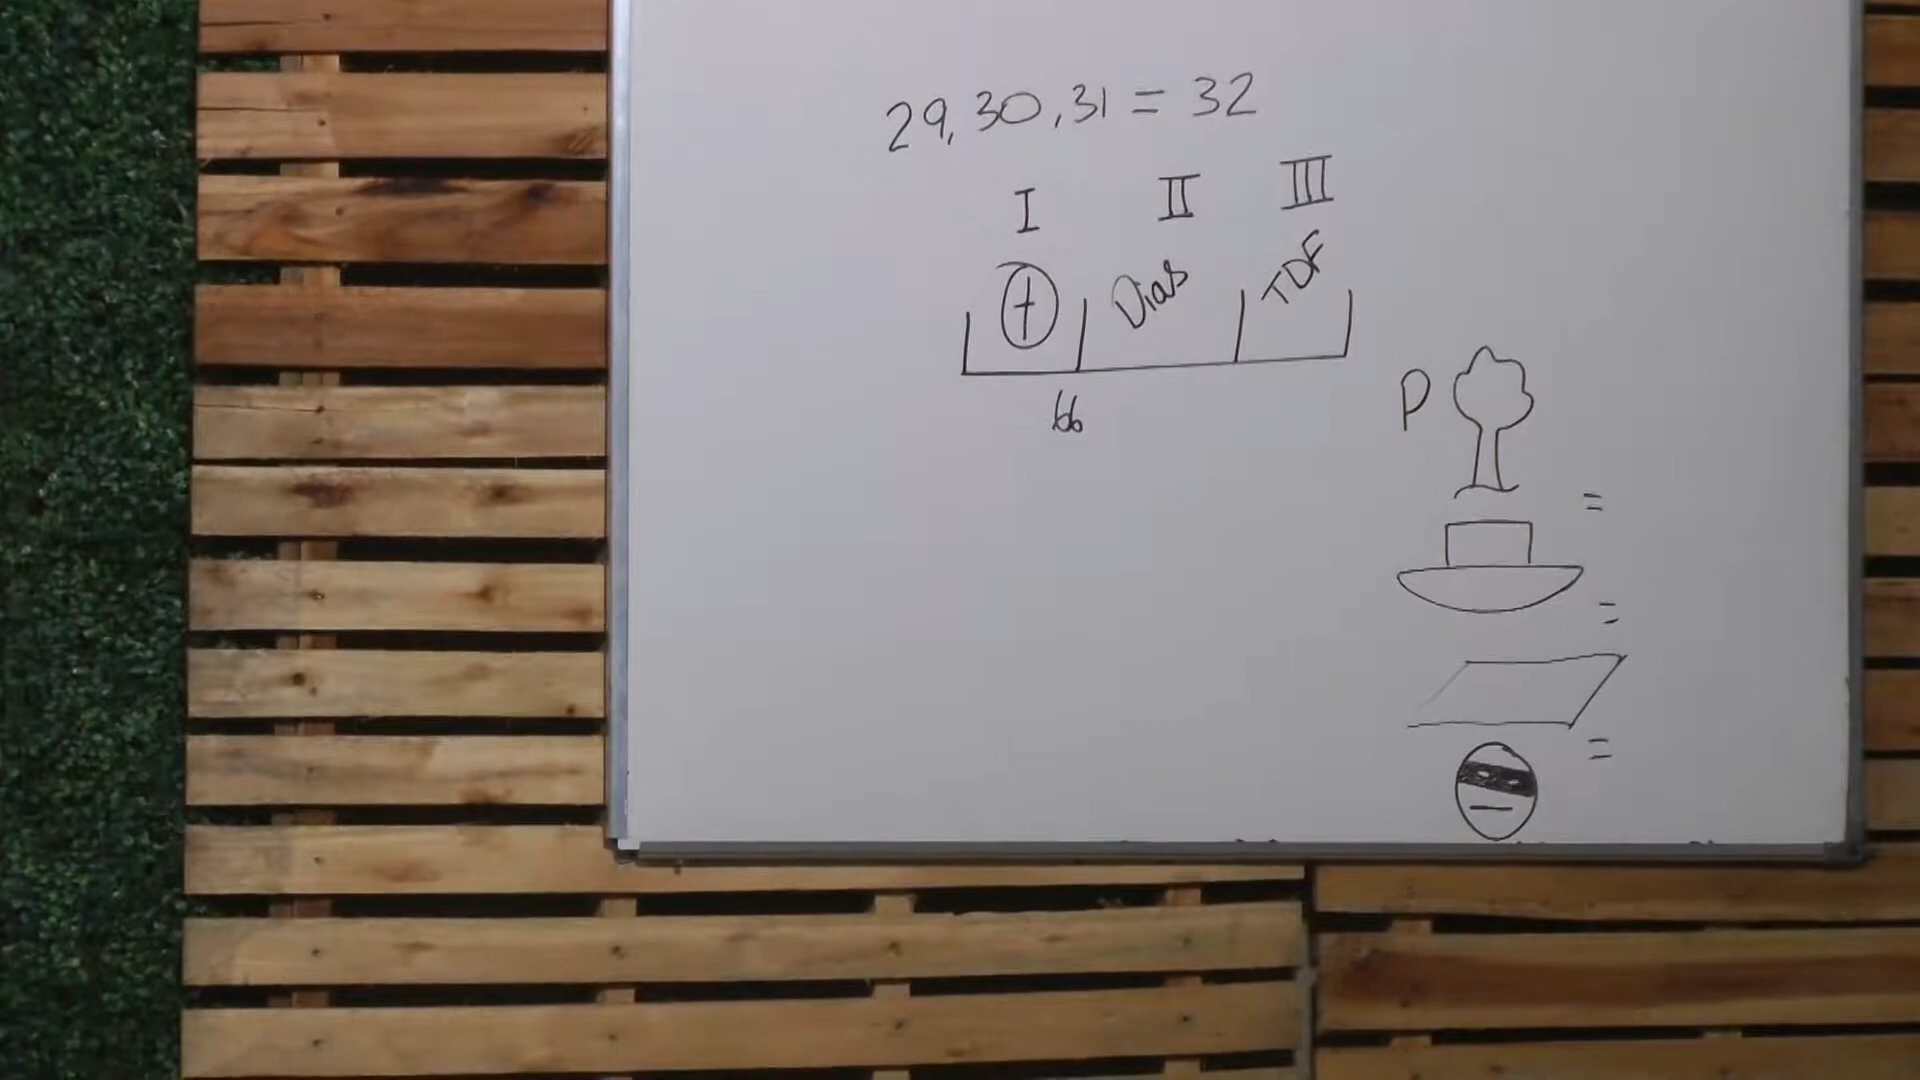 29, 30, 31 = 32
I II III
+ Dias TDF
66
P
=
=
=